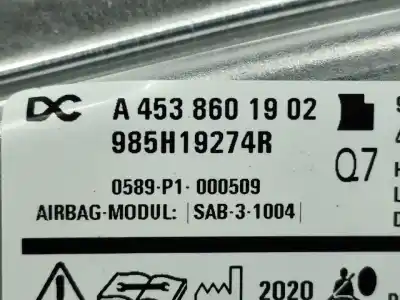 DC A 453 860 19 02
985H19274R
Q7
0589-P1-000509
AIRBAG-MODUL: SAB-3-1004
2020